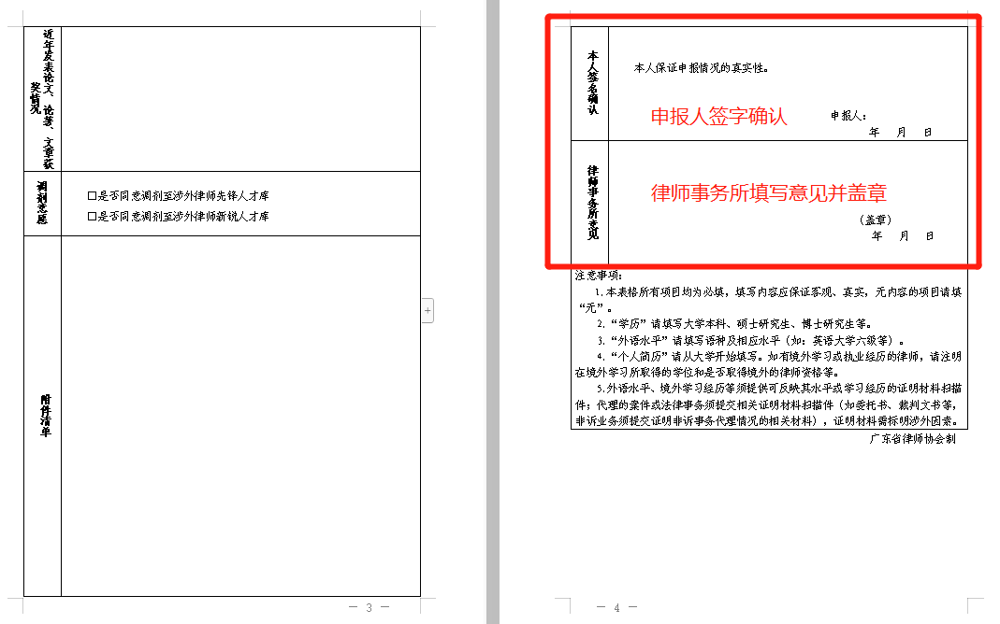 近年发表论文、论著、文章获
奖情况
调剂意愿
□是否同意调剂至涉外律师先锋人才库
□是否同意调剂至涉外律师新锐人才库
附件清单
— 3 —
本人签名确认
本人保证申报情况的真实性。
申报人签字确认
申报人：
年 月 日
律师事务所意见
律师事务所填写意见并盖章
（盖章）
年 月 日
注意事项：
1.本表格所有项目均为必填，填写内容应保证客观、真实，无内容的项目请填
“无”。
2.“学历”请填写大学本科、硕士研究生、博士研究生等。
3.“外语水平”请填写语种及相应水平（如：英语大学六级等）。
4.“个人简历”请从大学开始填写。如有境外学习或执业经历的律师，请注明
在境外学习所取得的学位和是否取得境外的律师资格等。
5.外语水平、境外学习经历等须提供可反映其水平或学习经历的证明材料扫描
件；代理的案件或法律事务须提交相关证明材料扫描件（如委托书、裁判文书等，
非诉业务须提交证明非诉事务代理情况的相关材料），证明材料需标明涉外因素。
广东省律师协会制
— 4 —